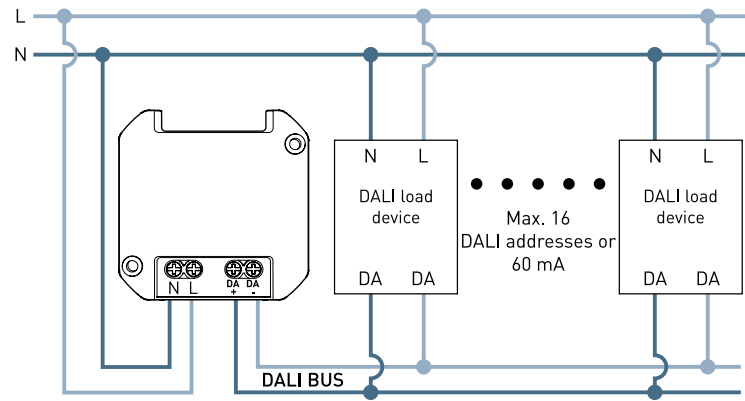 L
N
N L
DALI load
device
DA DA
Max. 16
DALI addresses or
60 mA
N L
DALI load
device
DA DA
N L DA DA
+ -
DALI BUS